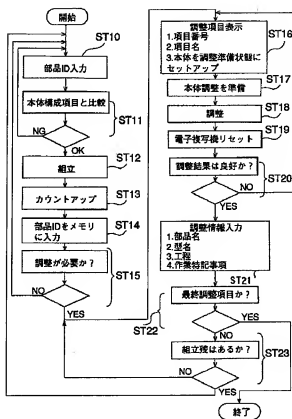 開始
ST10
部品ID入力
本体構成項目と比較
ST11
NG
OK
ST12
組立
ST13
カウントアップ
ST14
部品IDをメモリ
に入力
調整が必要か?
ST15
NO
YES
調整項目表示
1.項目番号
2.項目名
3.本体を調整準備状態に
セットアップ
ST16
ST17
本体調整を準備
ST18
調整
ST19
電子複写機リセット
調整結果は良好か?
ST20
NO
YES
調整情報入力
1.部品名
2.型名
3.工程
4.作業特記事項
ST21
最終調整項目か?
ST22
YES
NO
組立残はあるか?
ST23
NO
YES
終了